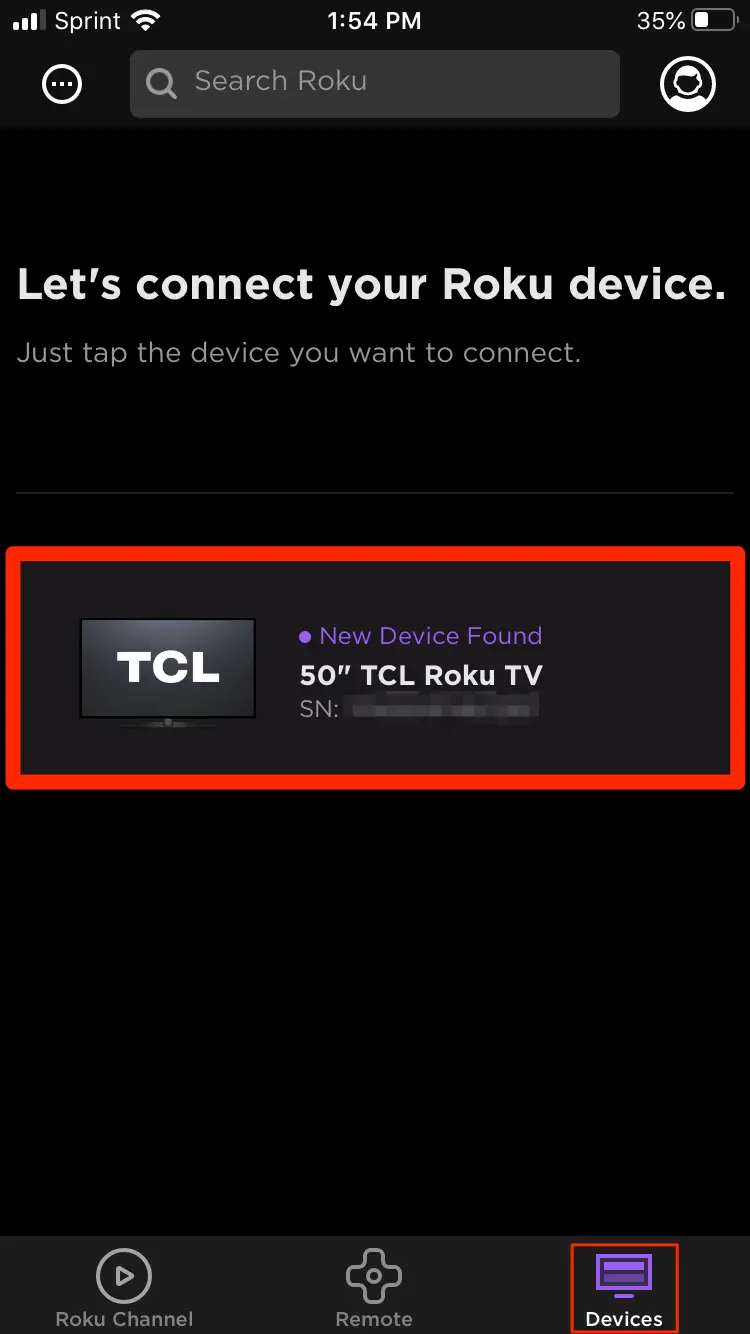 Sprint 1:54 PM 35%
Search Roku
Let's connect your Roku device.
Just tap the device you want to connect.
New Device Found
TCL
50" TCL Roku TV
SN:
Roku Channel Remote Devices